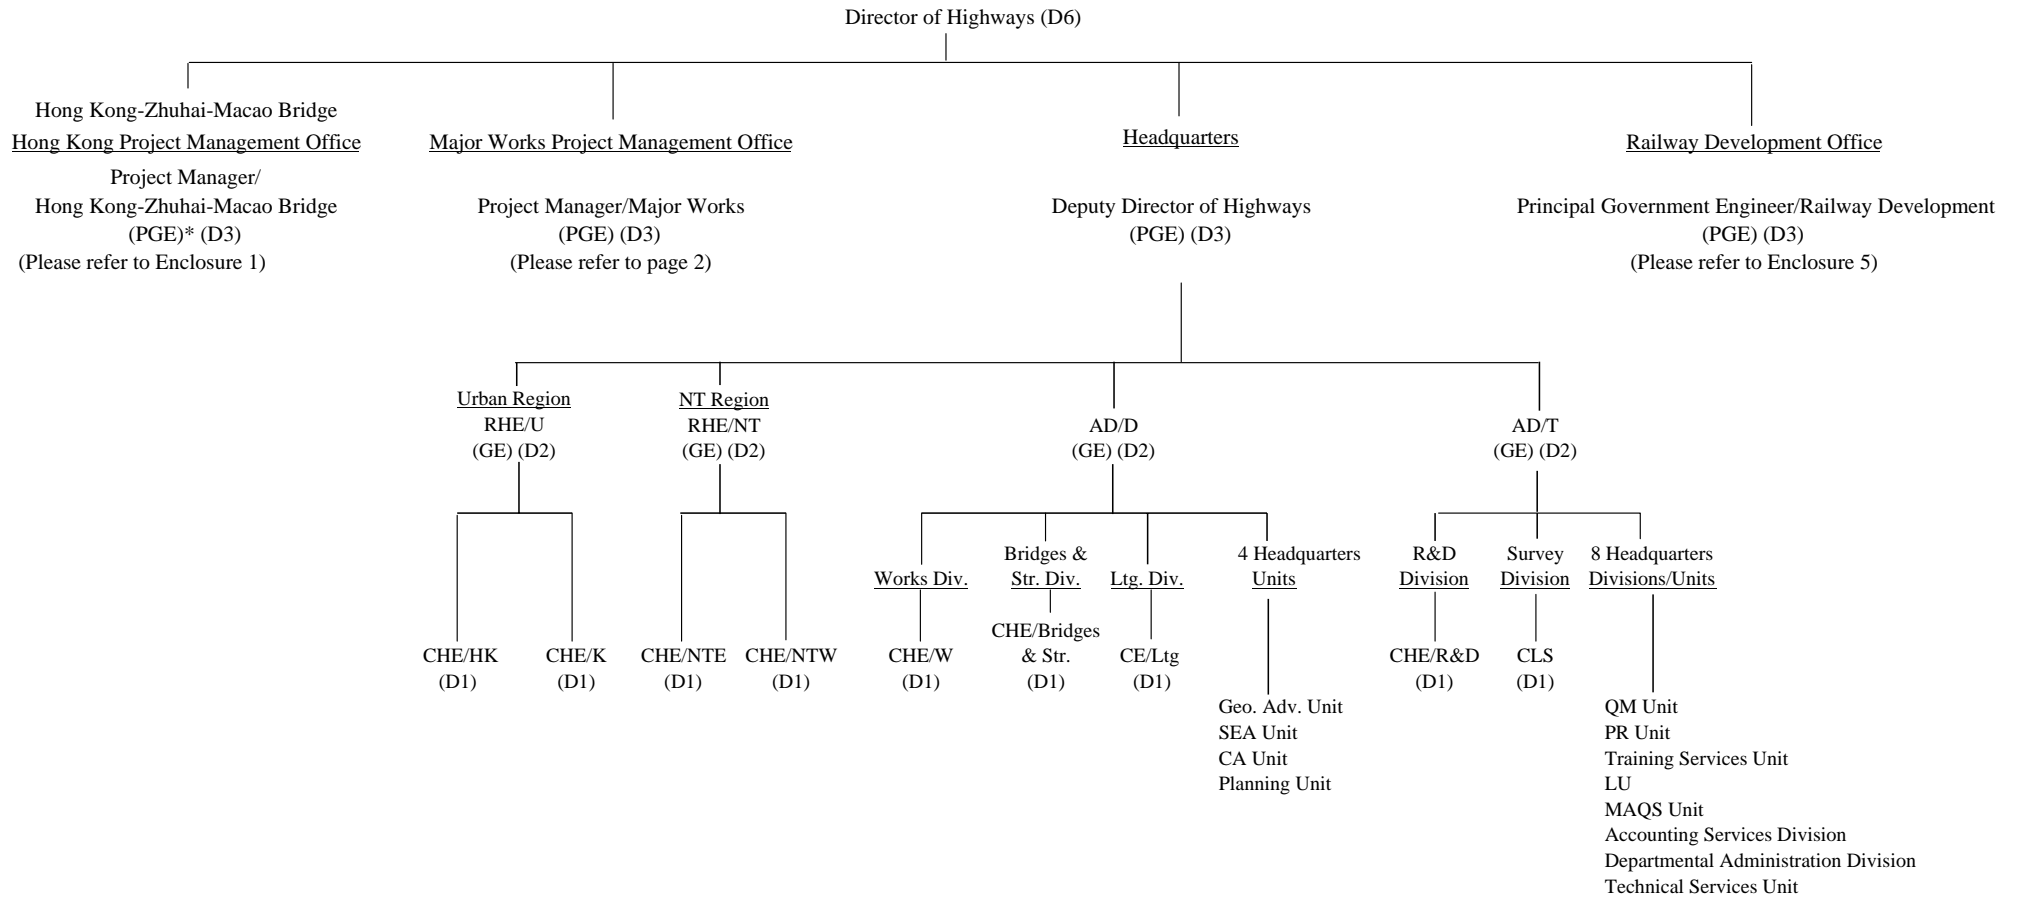 Director of Highways (D6)
Hong Kong-Zhuhai-Macao Bridge
Hong Kong Project Management Office
Project Manager/
Hong Kong-Zhuhai-Macao Bridge
(PGE)* (D3)
(Please refer to Enclosure 1)
Major Works Project Management Office
Project Manager/Major Works
(PGE) (D3)
(Please refer to page 2)
Headquarters
Deputy Director of Highways
(PGE) (D3)
Railway Development Office
Principal Government Engineer/Railway Development
(PGE) (D3)
(Please refer to Enclosure 5)
Urban Region
RHE/U
(GE) (D2)
NT Region
RHE/NT
(GE) (D2)
AD/D
(GE) (D2)
AD/T
(GE) (D2)
CHE/HK
(D1)
CHE/K
(D1)
CHE/NTE
(D1)
CHE/NTW
(D1)
Works Div.
CHE/W
(D1)
Bridges &
Str. Div.
CHE/Bridges
& Str.
(D1)
Ltg. Div.
CE/Ltg
(D1)
4 Headquarters
Units
Geo. Adv. Unit
SEA Unit
CA Unit
Planning Unit
R&D
Division
CHE/R&D
(D1)
Survey
Division
CLS
(D1)
8 Headquarters
Divisions/Units
QM Unit
PR Unit
Training Services Unit
LU
MAQS Unit
Accounting Services Division
Departmental Administration Division
Technical Services Unit